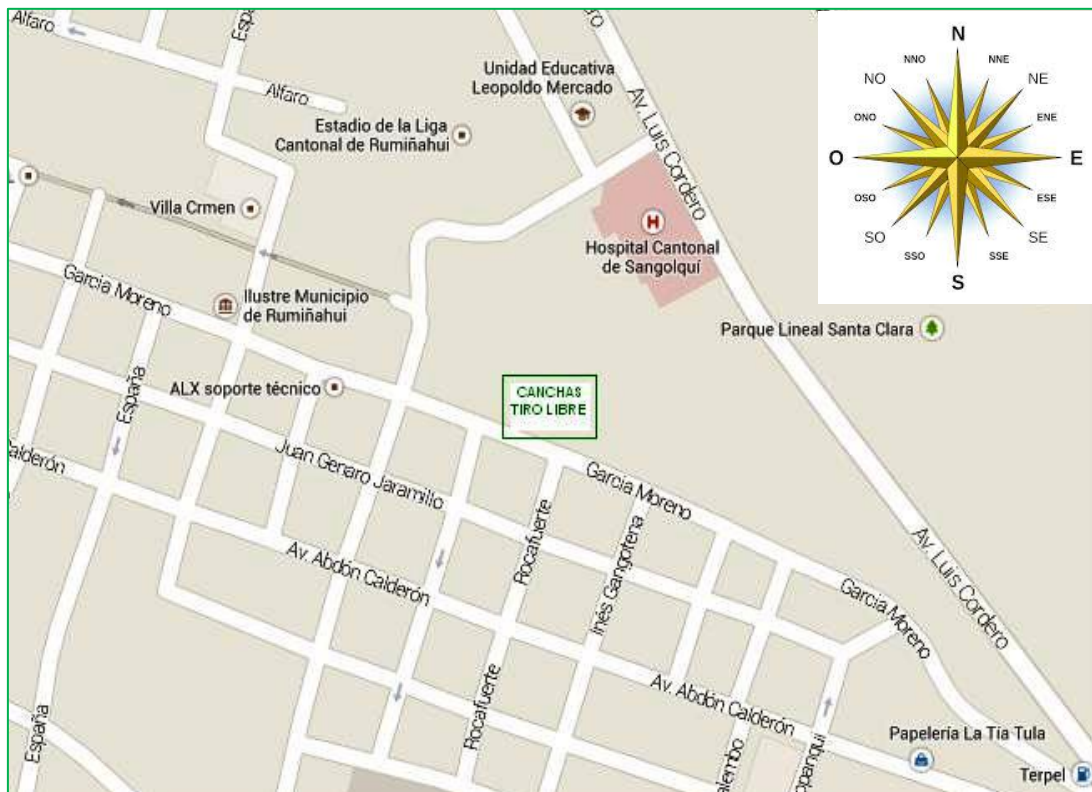 Alfaro
España
Alfaro
Unidad Educativa
Leopoldo Mercado
Estadio de la Liga
Cantonal de Rumiñahui
Av. Luis Cordero
Villa Crmen
H
Hospital Cantonal
de Sangolquí
N
NNO
NNE
NO
NE
ONO
ENE
O
E
OSO
ESE
SO
SE
SSO
SSE
S
Garcia Moreno
Ilustre Municipio
de Rumiñahui
Parque Lineal Santa Clara
ALX soporte técnico
España
CANCHAS
TIRO LIBRE
Calderón
Juan Genaro Jaramillo
Garcia Moreno
Rocafuerte
Inés Gangotena
Av. Abdón Calderón
Av. Luis Cordero
Garcia Moreno
Rocafuerte
Av. Abdón Calderón
España
Papelería La Tía Tula
alembo
opangui
Terpel